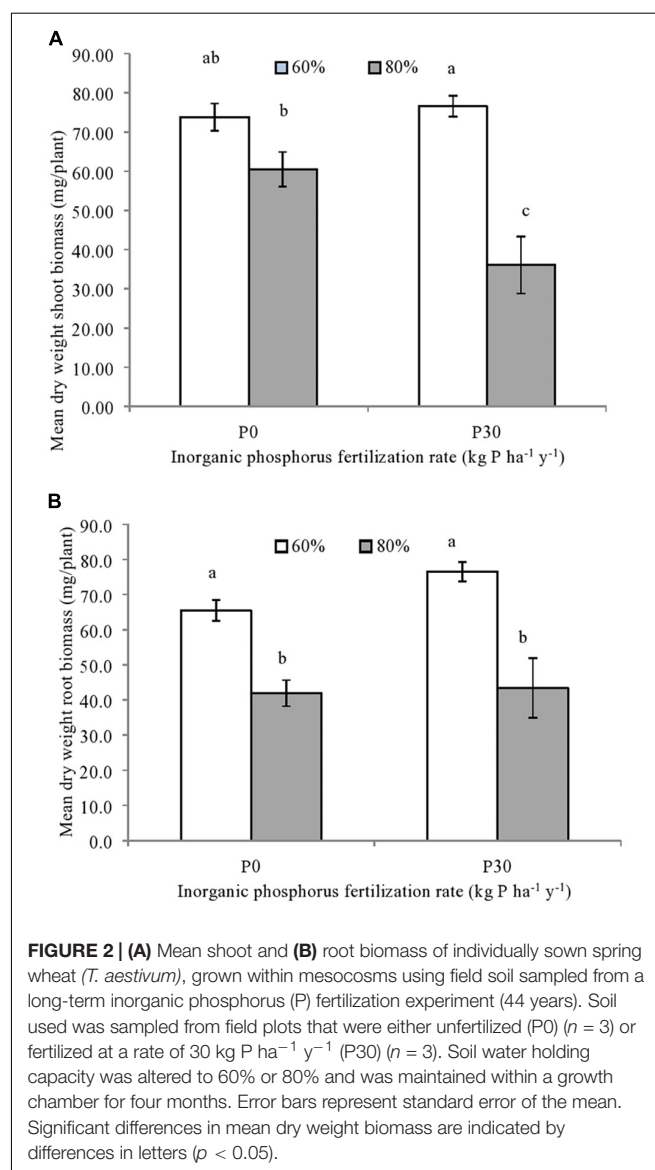 A
90.00
80.00
70.00
60.00
50.00
40.00
30.00
20.00
10.00
0.00
Mean dry weight shoot biomass (mg/plant)
60% 80%
ab
b
a
c
P0 P30
Inorganic phosphorus fertilization rate (kg P ha⁻¹ y⁻¹)
B
90.0
80.0
70.0
60.0
50.0
40.0
30.0
20.0
10.0
0.0
Mean dry weight root biomass (mg/plant)
60% 80%
a
b
a
b
P0 P30
Inorganic phosphorus fertilization rate (kg P ha⁻¹ y⁻¹)
FIGURE 2 | (A) Mean shoot and (B) root biomass of individually sown spring
wheat (T. aestivum), grown within mesocosms using field soil sampled from a
long-term inorganic phosphorus (P) fertilization experiment (44 years). Soil
used was sampled from field plots that were either unfertilized (P0) (n = 3) or
fertilized at a rate of 30 kg P ha⁻¹ y⁻¹ (P30) (n = 3). Soil water holding
capacity was altered to 60% or 80% and was maintained within a growth
chamber for four months. Error bars represent standard error of the mean.
Significant differences in mean dry weight biomass are indicated by
differences in letters (p < 0.05).